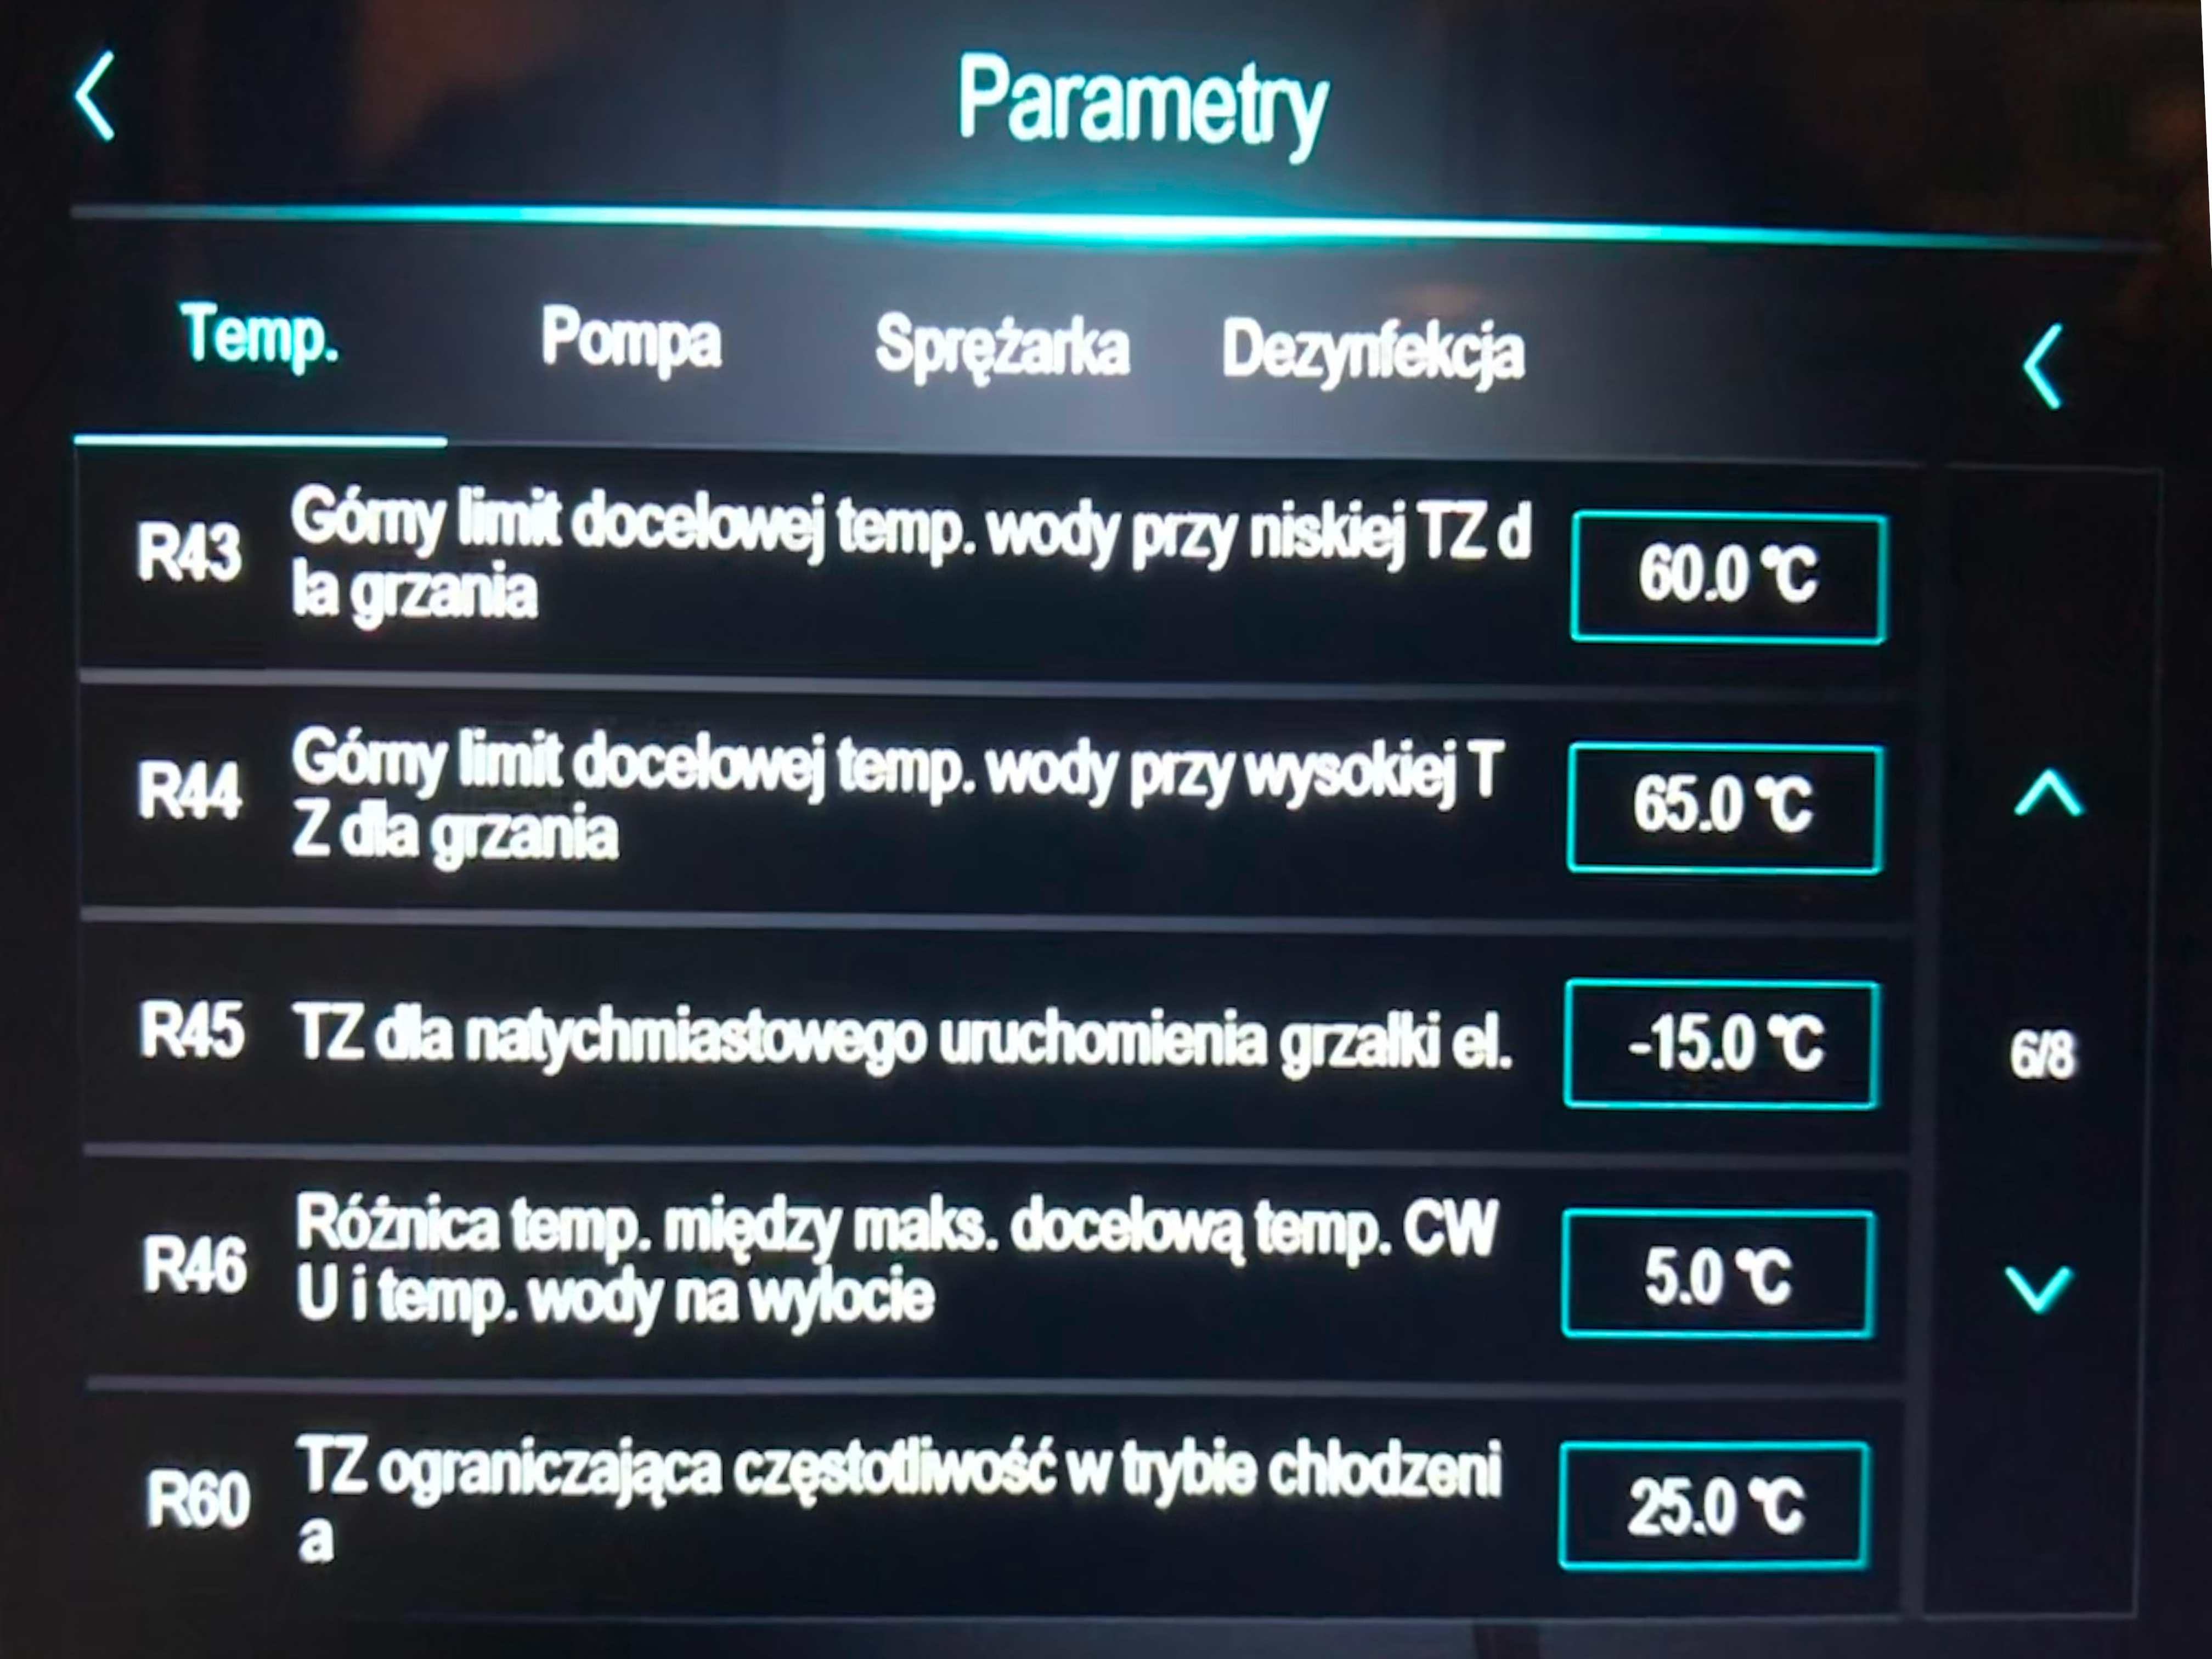 Parametry
Temp. Pompa Sprężarka Dezynfekcja
R43 Górny limit docelowej temp. wody przy niskiej TZ d
la grzania
60.0 ℃
R44 Górny limit docelowej temp. wody przy wysokiej T
Z dla grzania
65.0 ℃
R45 TZ dla natychmiastowego uruchomienia grzałki el.
-15.0 ℃
6/8
R46 Różnica temp. między maks. docelową temp. CW
U i temp. wody na wylocie
5.0 ℃
R60 TZ ograniczająca częstotliwość w trybie chłodzeni
a
25.0 ℃